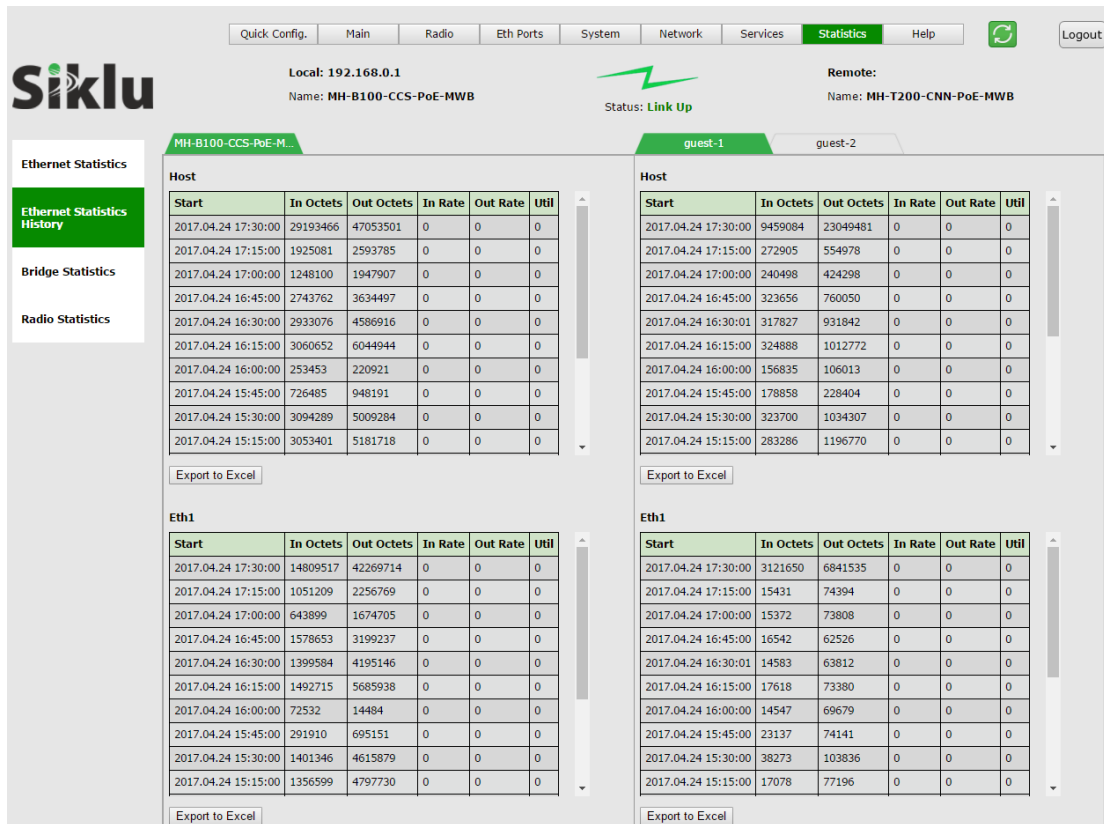 Quick Config. Main Radio Eth Ports System Network Services Statistics Help Logout
Siklu
Local: 192.168.0.1
Name: MH-B100-CCS-PoE-MWB
Status: Link Up
Remote:
Name: MH-T200-CNN-PoE-MWB
Ethernet Statistics
Ethernet Statistics
History
Bridge Statistics
Radio Statistics
MH-B100-CCS-PoE-M...
Host
Start In Octets Out Octets In Rate Out Rate Util
2017.04.24 17:30:00 29193466 47053501 0 0 0
2017.04.24 17:15:00 1925081 2593785 0 0 0
2017.04.24 17:00:00 1248100 1947907 0 0 0
2017.04.24 16:45:00 2743762 3634497 0 0 0
2017.04.24 16:30:00 2933076 4586916 0 0 0
2017.04.24 16:15:00 3060652 6044944 0 0 0
2017.04.24 16:00:00 253453 220921 0 0 0
2017.04.24 15:45:00 726485 948191 0 0 0
2017.04.24 15:30:00 3094289 5009284 0 0 0
2017.04.24 15:15:00 3053401 5181718 0 0 0
Export to Excel
Eth1
Start In Octets Out Octets In Rate Out Rate Util
2017.04.24 17:30:00 14809517 42269714 0 0 0
2017.04.24 17:15:00 1051209 2256769 0 0 0
2017.04.24 17:00:00 643899 1674705 0 0 0
2017.04.24 16:45:00 1578653 3199237 0 0 0
2017.04.24 16:30:00 1399584 4195146 0 0 0
2017.04.24 16:15:00 1492715 5685938 0 0 0
2017.04.24 16:00:00 72532 14484 0 0 0
2017.04.24 15:45:00 291910 695151 0 0 0
2017.04.24 15:30:00 1401346 4615879 0 0 0
2017.04.24 15:15:00 1356599 4797730 0 0 0
Export to Excel
guest-1 guest-2
Host
Start In Octets Out Octets In Rate Out Rate Util
2017.04.24 17:30:00 9459084 23049481 0 0 0
2017.04.24 17:15:00 272905 554978 0 0 0
2017.04.24 17:00:00 240498 424298 0 0 0
2017.04.24 16:45:00 323656 760050 0 0 0
2017.04.24 16:30:01 317827 931842 0 0 0
2017.04.24 16:15:00 324888 1012772 0 0 0
2017.04.24 16:00:00 156835 106013 0 0 0
2017.04.24 15:45:00 178858 228404 0 0 0
2017.04.24 15:30:00 323700 1034307 0 0 0
2017.04.24 15:15:00 283286 1196770 0 0 0
Export to Excel
Eth1
Start In Octets Out Octets In Rate Out Rate Util
2017.04.24 17:30:00 3121650 6841535 0 0 0
2017.04.24 17:15:00 15431 74394 0 0 0
2017.04.24 17:00:00 15372 73808 0 0 0
2017.04.24 16:45:00 16542 62526 0 0 0
2017.04.24 16:30:01 14583 63812 0 0 0
2017.04.24 16:15:00 17618 73380 0 0 0
2017.04.24 16:00:00 14547 69679 0 0 0
2017.04.24 15:45:00 23137 74141 0 0 0
2017.04.24 15:30:00 38273 103836 0 0 0
2017.04.24 15:15:00 17078 77196 0 0 0
Export to Excel